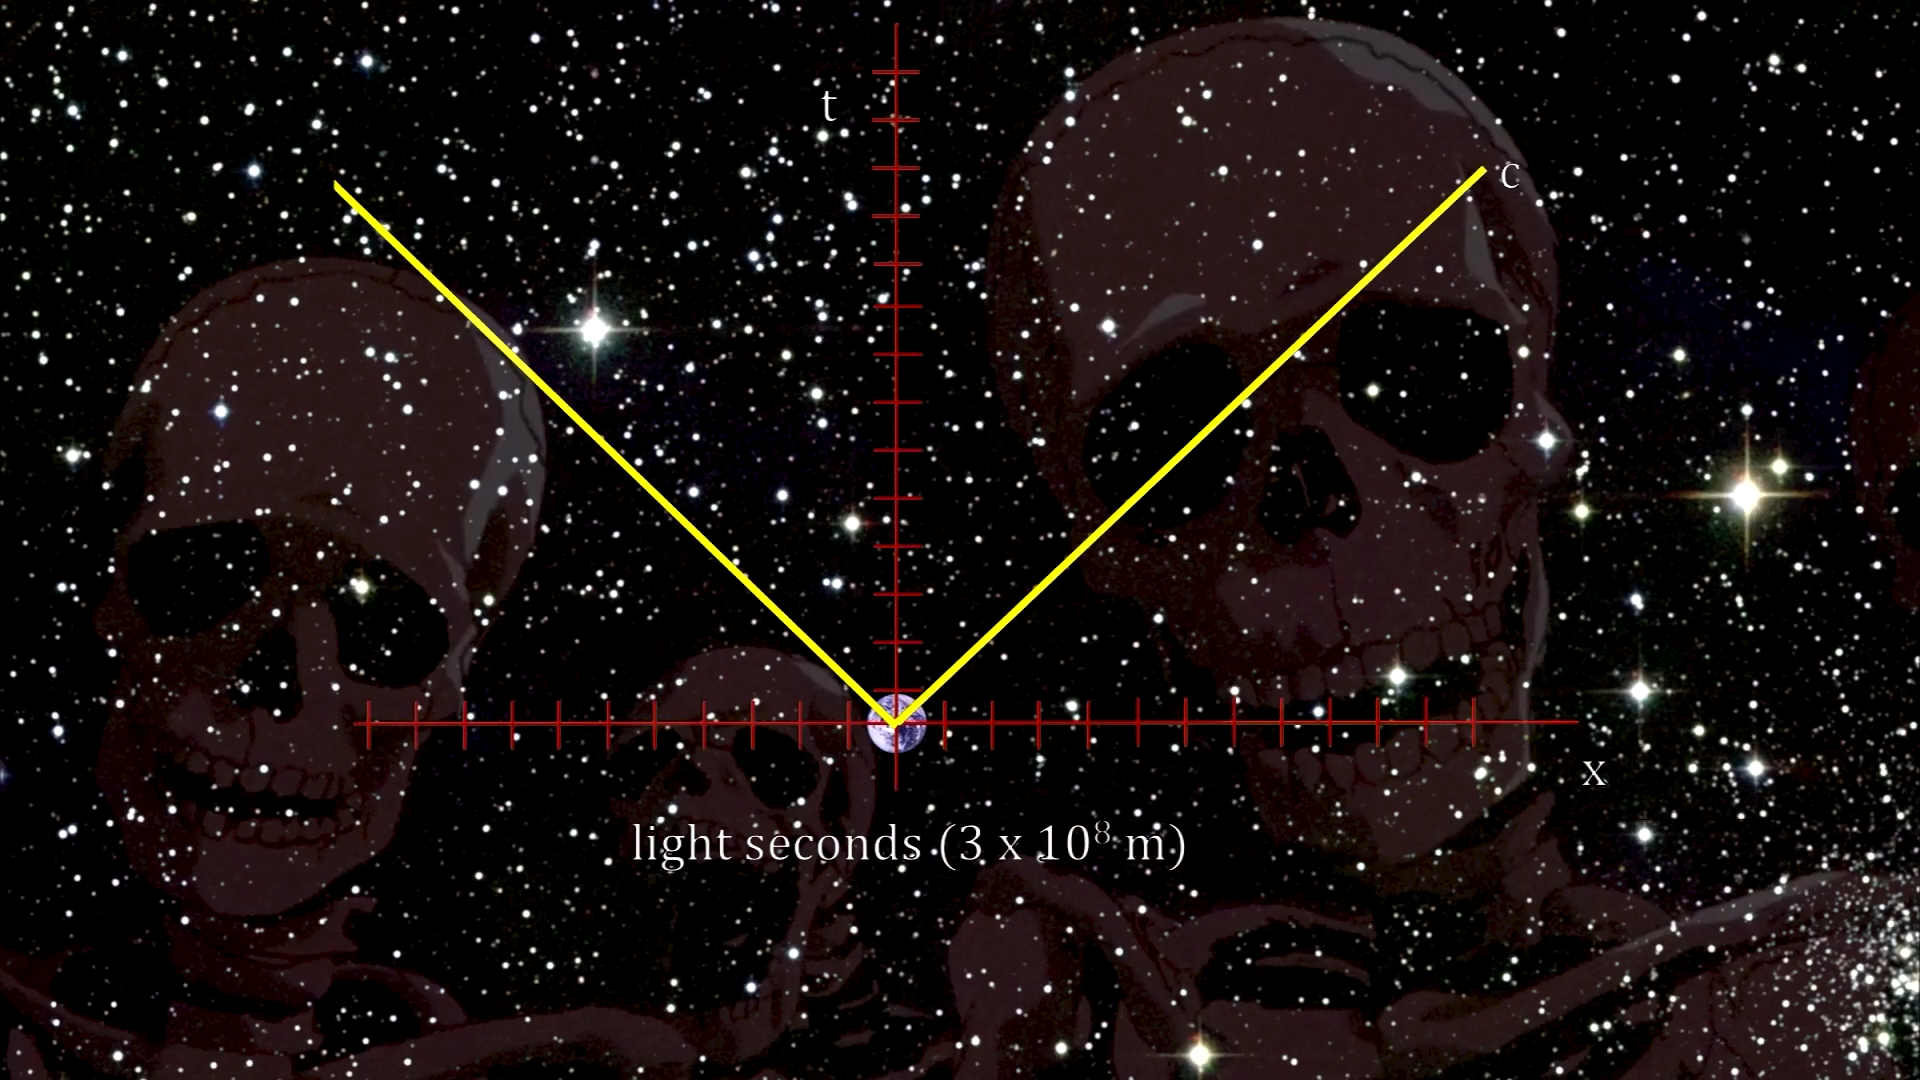 t
c
x
light seconds (3 x 10⁸ m)